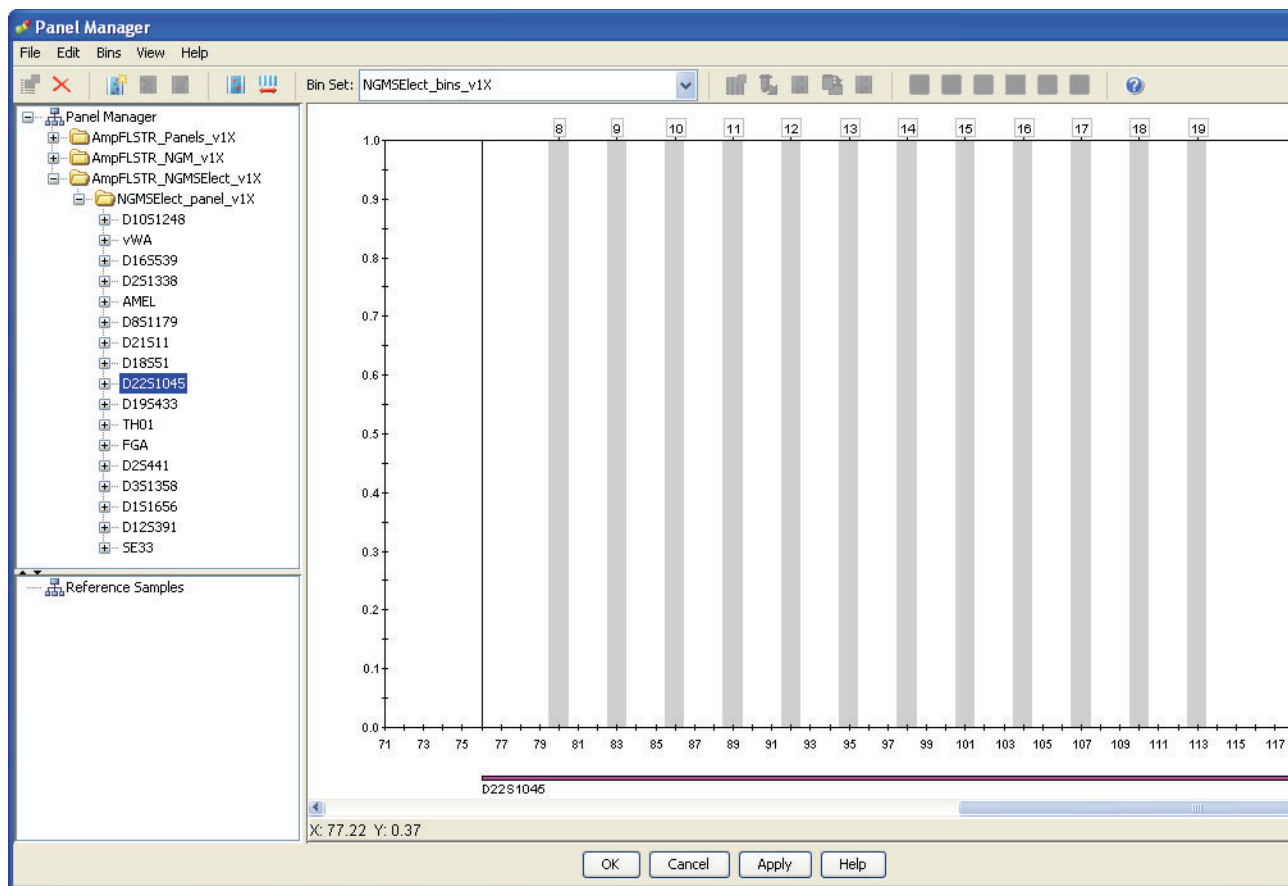 Panel Manager
File Edit Bins View Help
Bin Set: NGMSElect_bins_v1X
Panel Manager
AmpFLSTR_Panels_v1X
AmpFLSTR_NGM_v1X
AmpFLSTR_NGMSElect_v1X
NGMSElect_panel_v1X
D10S1248
vWA
D16S539
D2S1338
AMEL
D8S1179
D21S11
D18S51
D22S1045
D19S433
TH01
FGA
D2S441
D3S1358
D1S1656
D12S391
SE33
Reference Samples
8 9 10 11 12 13 14 15 16 17 18 19
1.0
0.9
0.8
0.7
0.6
0.5
0.4
0.3
0.2
0.1
0.0
71 73 75 77 79 81 83 85 87 89 91 93 95 97 99 101 103 105 107 109 111 113 115 117
D22S1045
X: 77.22 Y: 0.37
OK Cancel Apply Help